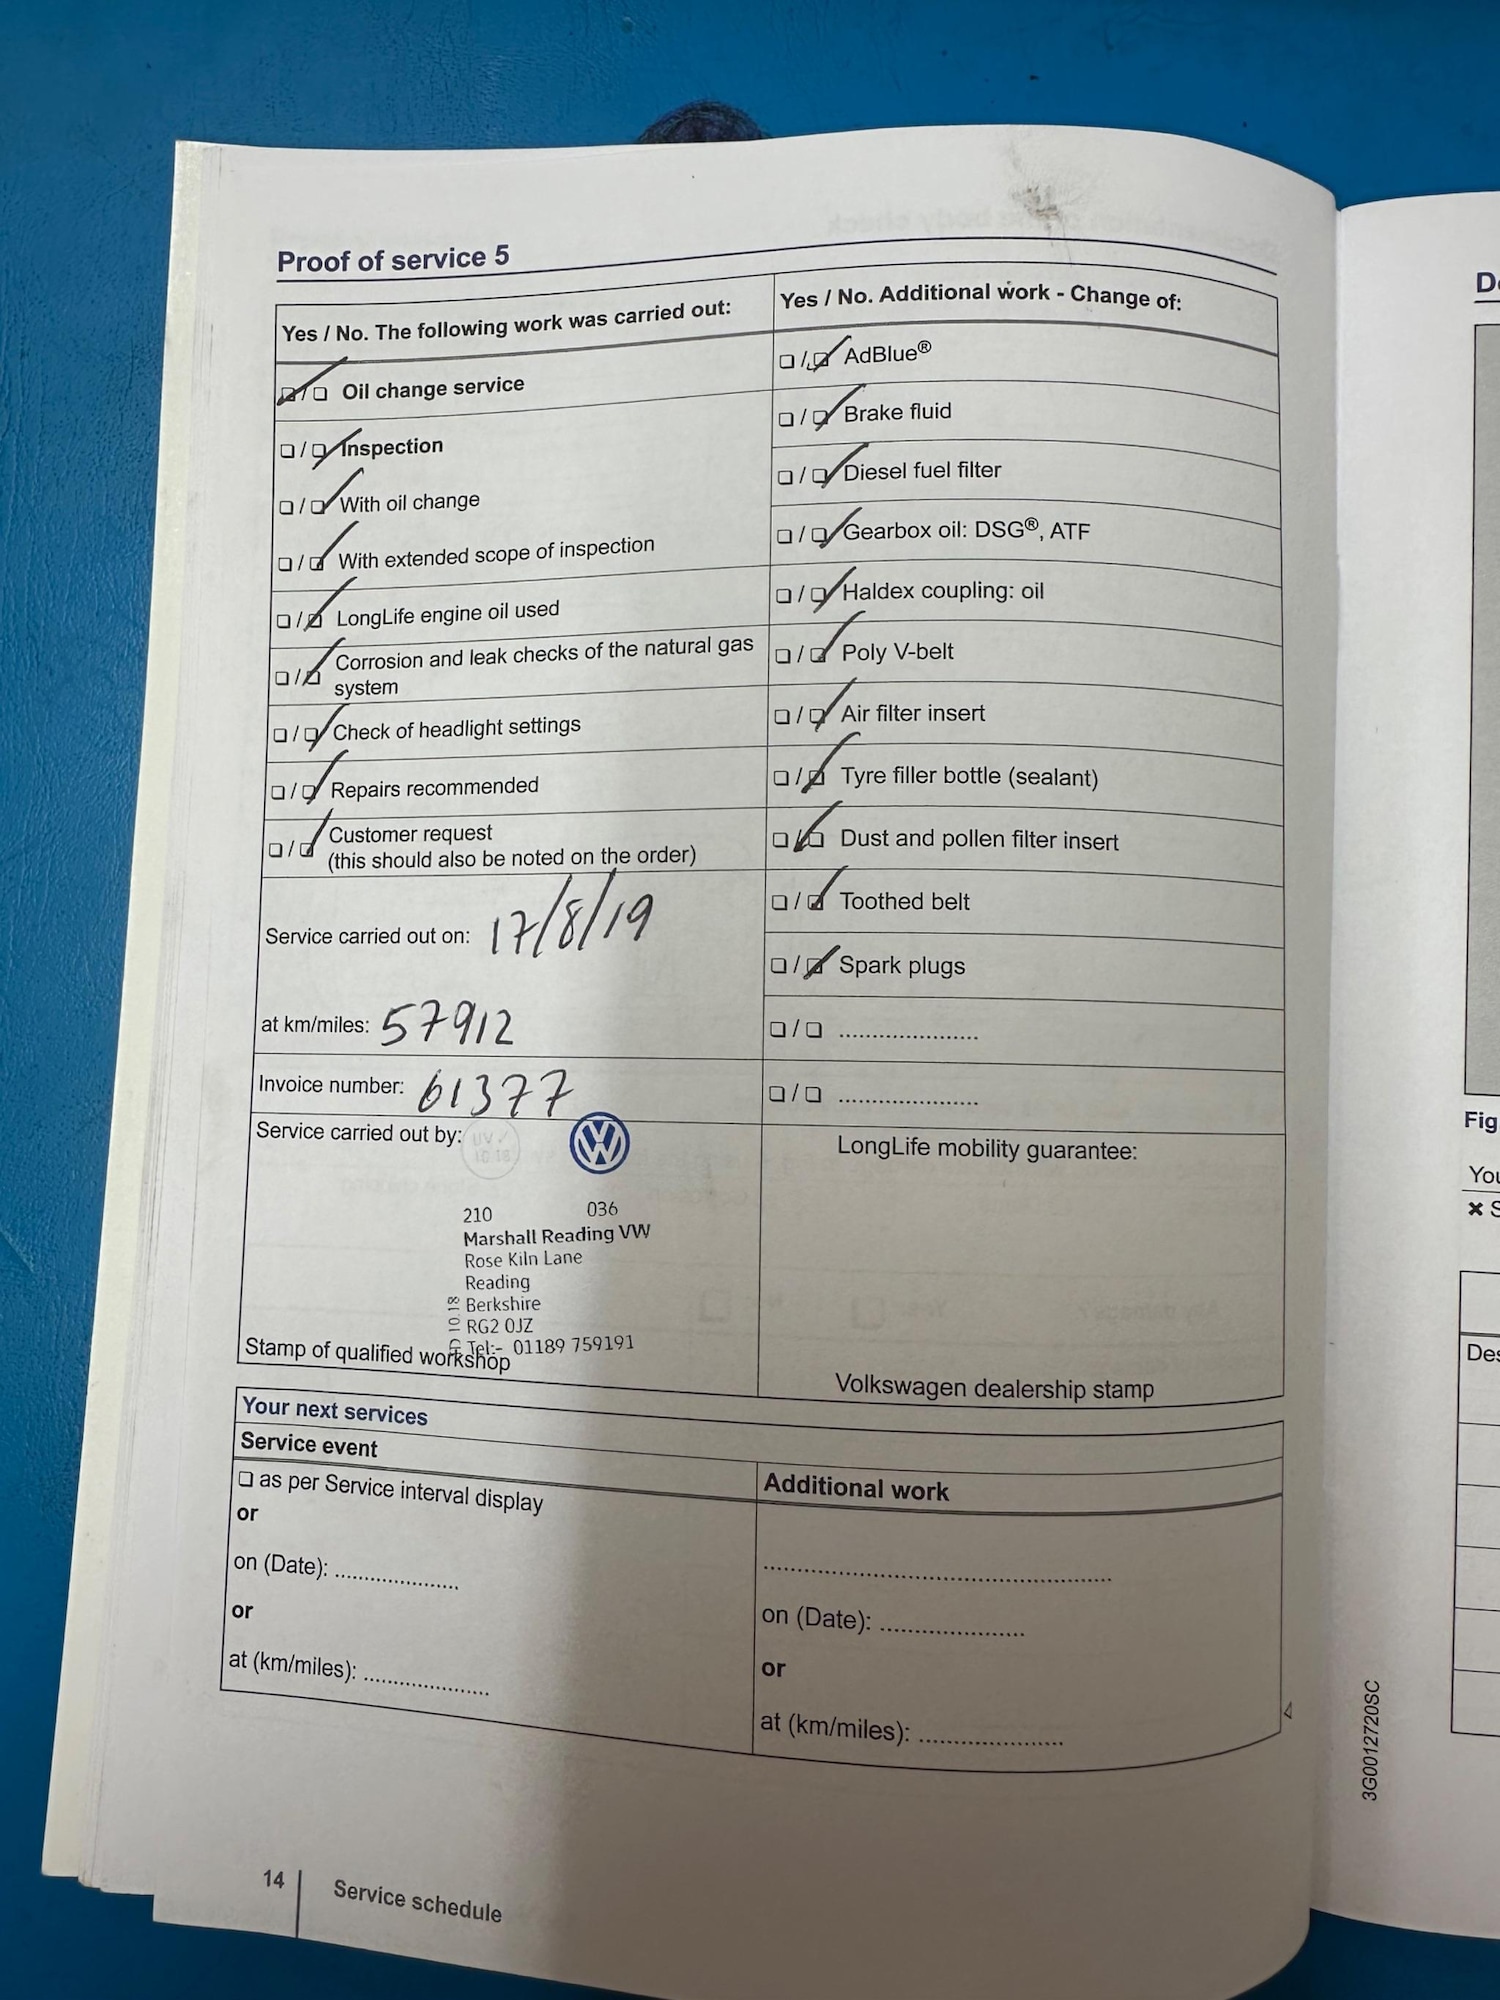 Proof of service 5
Yes / No. The following work was carried out:
☑/☐ Oil change service
☐/☑ Inspection
☐/☑ With oil change
☐/☑ With extended scope of inspection
☐/☑ LongLife engine oil used
☐/☑ Corrosion and leak checks of the natural gas
system
☐/☑ Check of headlight settings
☐/☑ Repairs recommended
☐/☑ Customer request
(this should also be noted on the order)
Service carried out on: 17/8/19
at km/miles: 57912
Invoice number: 61377
Service carried out by:
UV ✓
10.18
VW
210 036
Marshall Reading VW
Rose Kiln Lane
Reading
Berkshire
RG2 0JZ
Tel:- 01189 759191
Stamp of qualified workshop
Yes / No. Additional work - Change of:
☐/☑ AdBlue®
☐/☑ Brake fluid
☐/☑ Diesel fuel filter
☐/☑ Gearbox oil: DSG®, ATF
☐/☑ Haldex coupling: oil
☐/☑ Poly V-belt
☐/☑ Air filter insert
☐/☑ Tyre filler bottle (sealant)
☐/☑ Dust and pollen filter insert
☐/☑ Toothed belt
☐/☑ Spark plugs
☐/☐ ......................
☐/☐ ......................
LongLife mobility guarantee:
Volkswagen dealership stamp
Your next services
Service event
☐ as per Service interval display
or
on (Date): ....................
or
at (km/miles): ....................
Additional work
..........................................................
on (Date): .......................
or
at (km/miles): .......................
14
Service schedule
3G0012720SC
Fig
You
Des